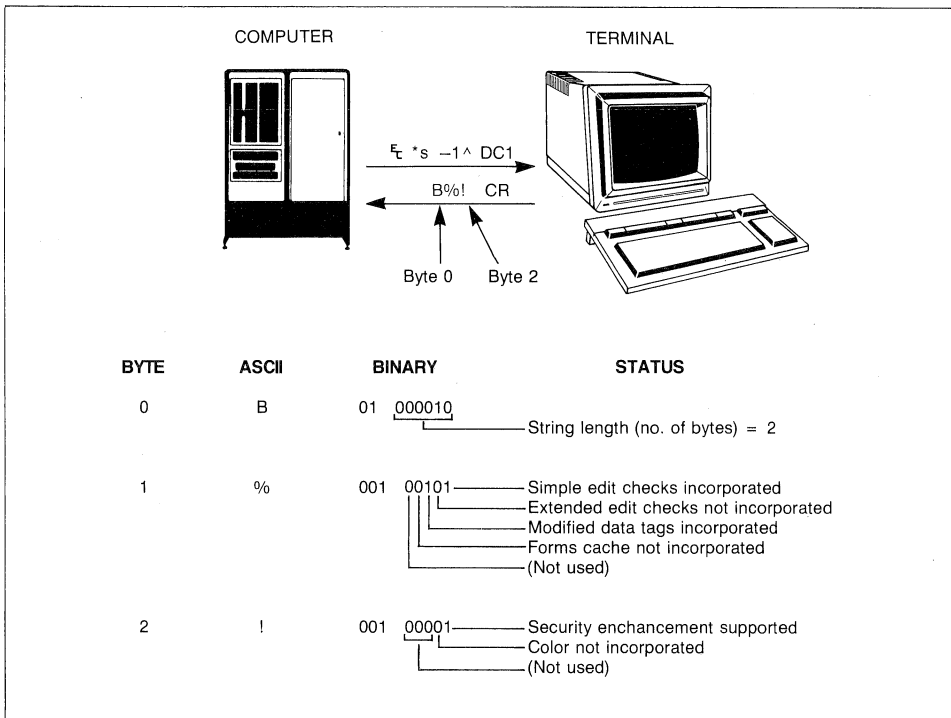 COMPUTER TERMINAL
E꜀ *s −1^ DC1
B%! CR
Byte 0 Byte 2
BYTE ASCII BINARY STATUS
0 B 01 000010
String length (no. of bytes) = 2
1 % 001 00101 Simple edit checks incorporated
Extended edit checks not incorporated
Modified data tags incorporated
Forms cache not incorporated
(Not used)
2 ! 001 00001 Security enchancement supported
Color not incorporated
(Not used)